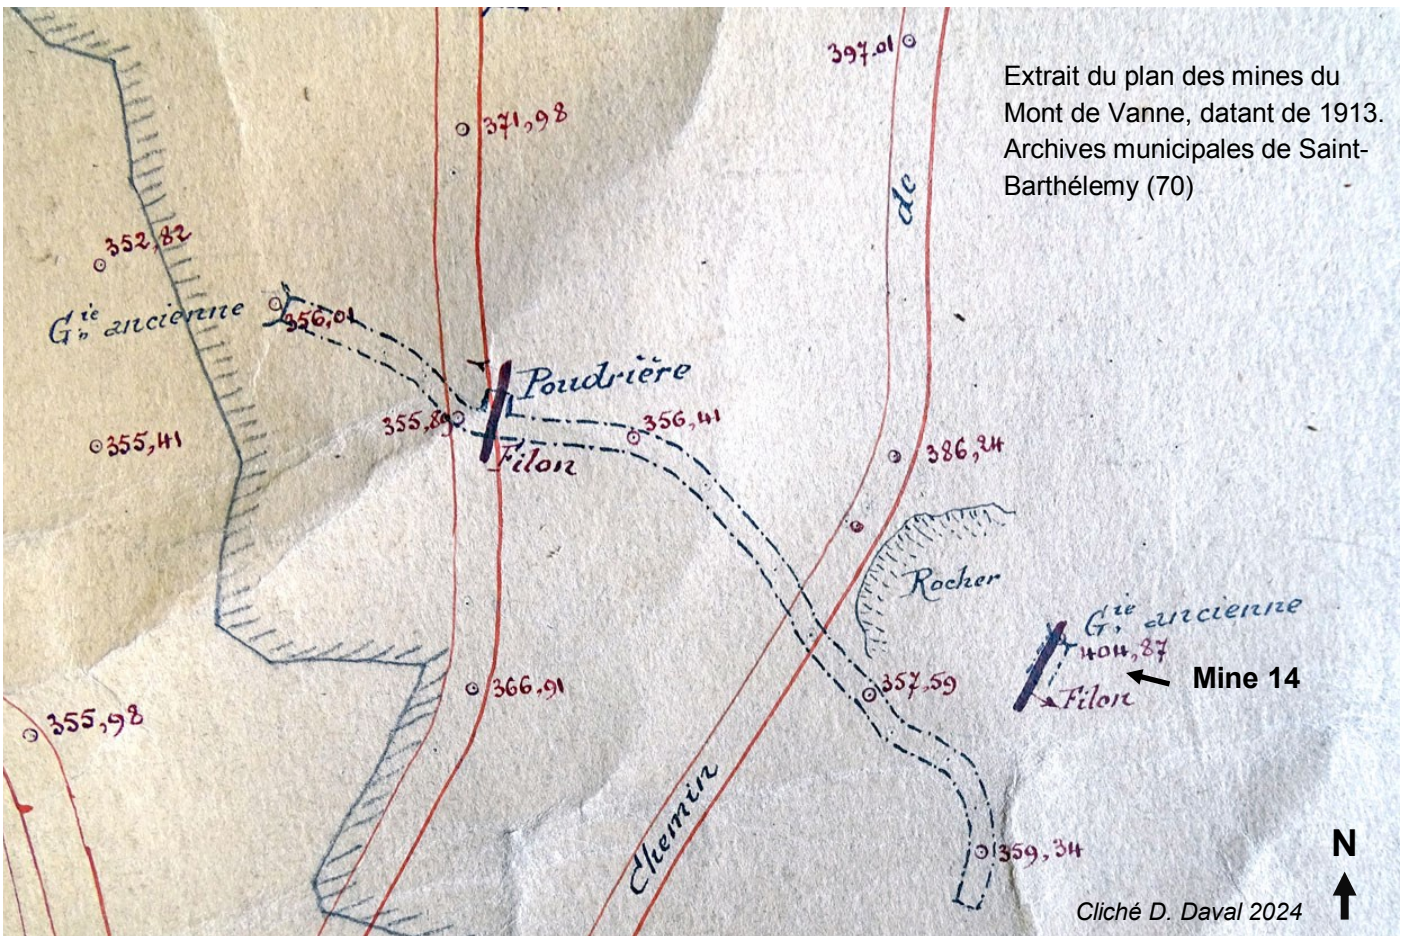 397.01
Extrait du plan des mines du
Mont de Vanne, datant de 1913.
Archives municipales de Saint-
Barthélemy (70)
371,98
de
352,82
Gie ancienne
356,01
Poudrière
355,89
356,41
355,41
Filon
386,24
Rocher
Gie ancienne
404,87
Mine 14
Filon
366,91
357,59
355,98
Chemin
359,34
N
Cliché D. Daval 2024